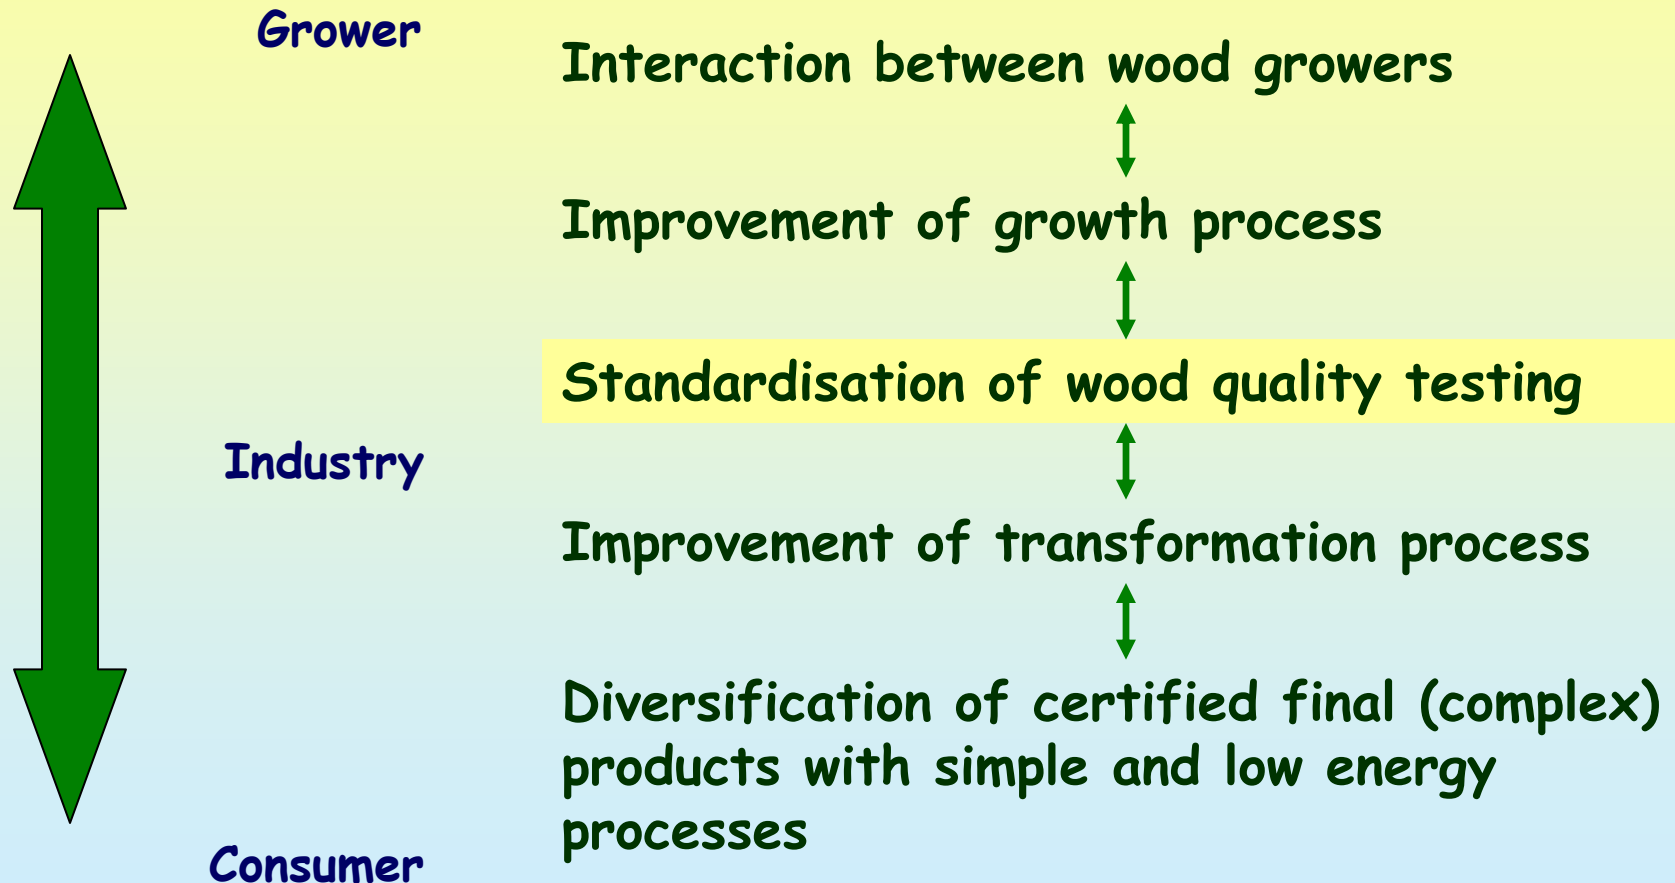 Grower
Interaction between wood growers
Improvement of growth process
Standardisation of wood quality testing
Industry
Improvement of transformation process
Diversification of certified final (complex)
products with simple and low energy
processes
Consumer